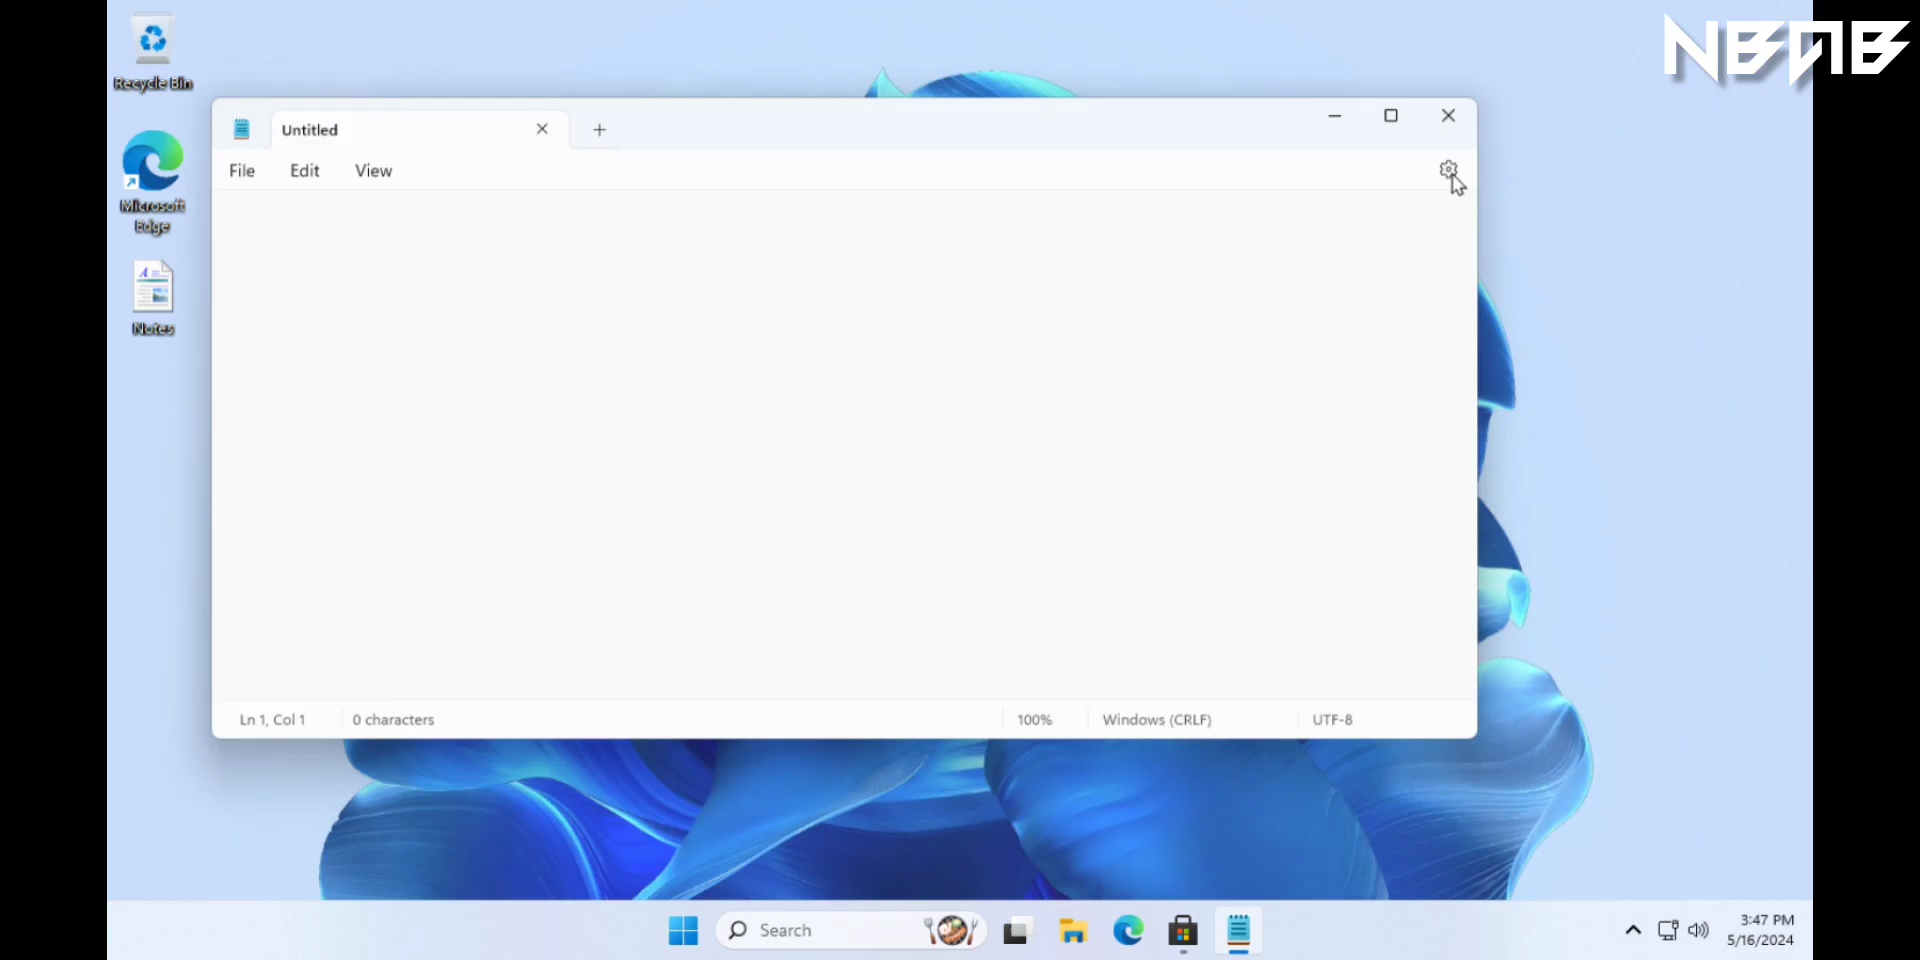 NBAB
Recycle Bin
Microsoft
Edge
Notes
Untitled
File Edit View
Ln 1, Col 1 0 characters 100% Windows (CRLF) UTF-8
Search
3:47 PM
5/16/2024